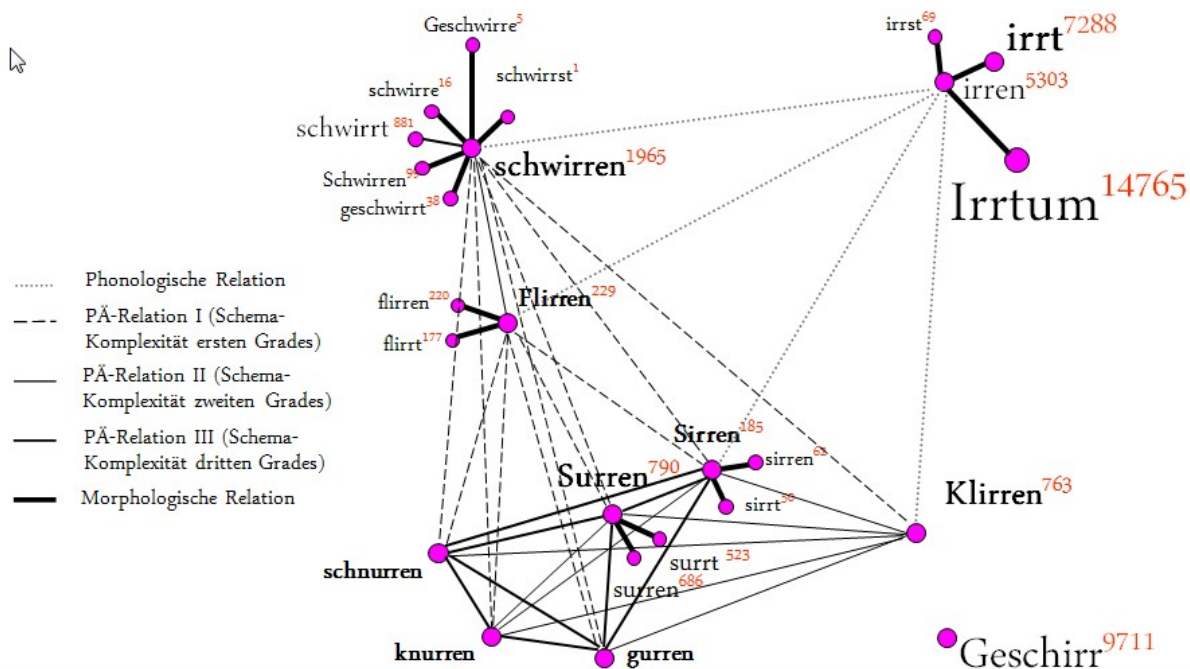 Geschwirre5
schwirrst1
schwirre16
schwirrt881
schwirren1965
Schwirren99
geschwirrt38
irrst69
irrt7288
irren5303
Irrtum14765
Phonologische Relation
PÄ-Relation I (Schema-
Komplexität ersten Grades)
PÄ-Relation II (Schema-
Komplexität zweiten Grades)
PÄ-Relation III (Schema-
Komplexität dritten Grades)
Morphologische Relation
Flirren229
flirren220
flirrt177
Sirren185
sirren62
sirrt
Surren790
surrt 523
surren686
Klirren763
schnurren
knurren
gurren
Geschirr9711